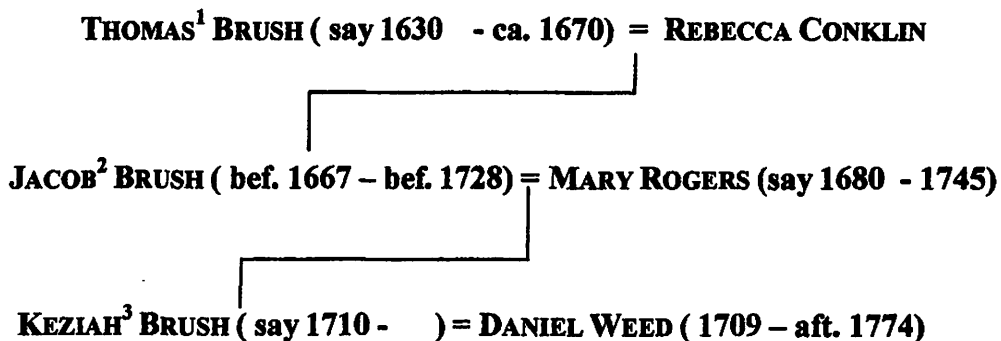 THOMAS¹ BRUSH ( say 1630 - ca. 1670) = REBECCA CONKLIN
JACOB² BRUSH ( bef. 1667 – bef. 1728) = MARY ROGERS (say 1680 - 1745)
KEZIAH³ BRUSH ( say 1710 - ) = DANIEL WEED ( 1709 – aft. 1774)